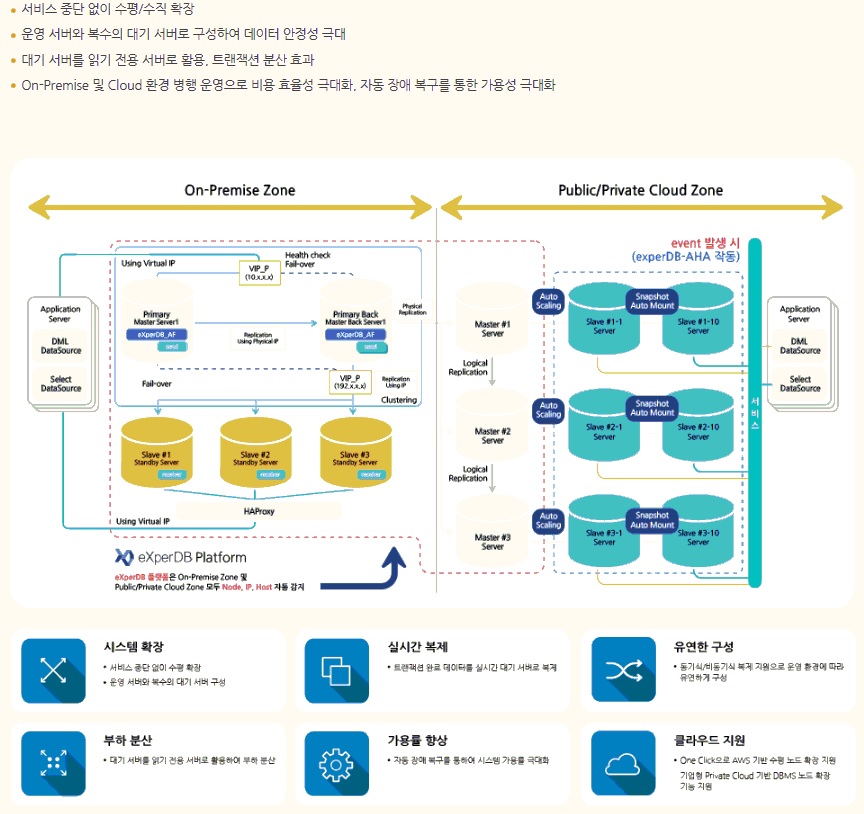 서비스 중단 없이 수평/수직 확장
운영 서버와 복수의 대기 서버로 구성하여 데이터 안정성 극대
대기 서버를 읽기 전용 서버로 활용, 트랜잭션 분산 효과
On-Premise 및 Cloud 환경 병행 운영으로 비용 효율성 극대화, 자동 장애 복구를 통한 가용성 극대화
On-Premise Zone
Public/Private Cloud Zone
event 발생 시
(experDB-AHA 작동)
Using Virtual IP
VIP_P
(10.x.x.x)
Health check
Fail-over
Application
Server
DML
DataSource
Select
DataSource
Primary
Master Server1
eXperDB_AF
send
Replication
Using Physical IP
Primary Back
Master Back Server1
eXperDB_AF
send
Physical
Replication
Fail-over
VIP_P
(192.x.x.x)
Replication
Using IP
Clustering
Slave #1
Standby Server
receiver
Slave #2
Standby Server
receiver
Slave #3
Standby Server
receiver
HAProxy
Using Virtual IP
eXperDB Platform
eXperDB 플랫폼은 On-Premise Zone 및
Public/Private Cloud Zone 모두 Node, IP, Host 자동 감지
Master #1
Server
Logical
Replication
Master #2
Server
Logical
Replication
Master #3
Server
Auto
Scaling
Slave #1-1
Server
Snapshot
Auto Mount
Slave #1-10
Server
Auto
Scaling
Slave #2-1
Server
Snapshot
Auto Mount
Slave #2-10
Server
Auto
Scaling
Slave #3-1
Server
Snapshot
Auto Mount
Slave #3-10
Server
서비스
Application
Server
DML
DataSource
Select
DataSource
시스템 확장
서비스 중단 없이 수평 확장
운영 서버와 복수의 대기 서버 구성
실시간 복제
트랜잭션 완료 데이터를 실시간 대기 서버로 복제
유연한 구성
동기식/비동기식 복제 지원으로 운영 환경에 따라
유연하게 구성
부하 분산
대기 서버를 읽기 전용 서버로 활용하여 부하 분산
가용률 향상
자동 장애 복구를 통하여 시스템 가용률 극대화
클라우드 지원
One Click으로 AWS 기반 수평 노드 확장 지원
기업형 Private Cloud 기반 DBMS 노드 확장
기능 지원